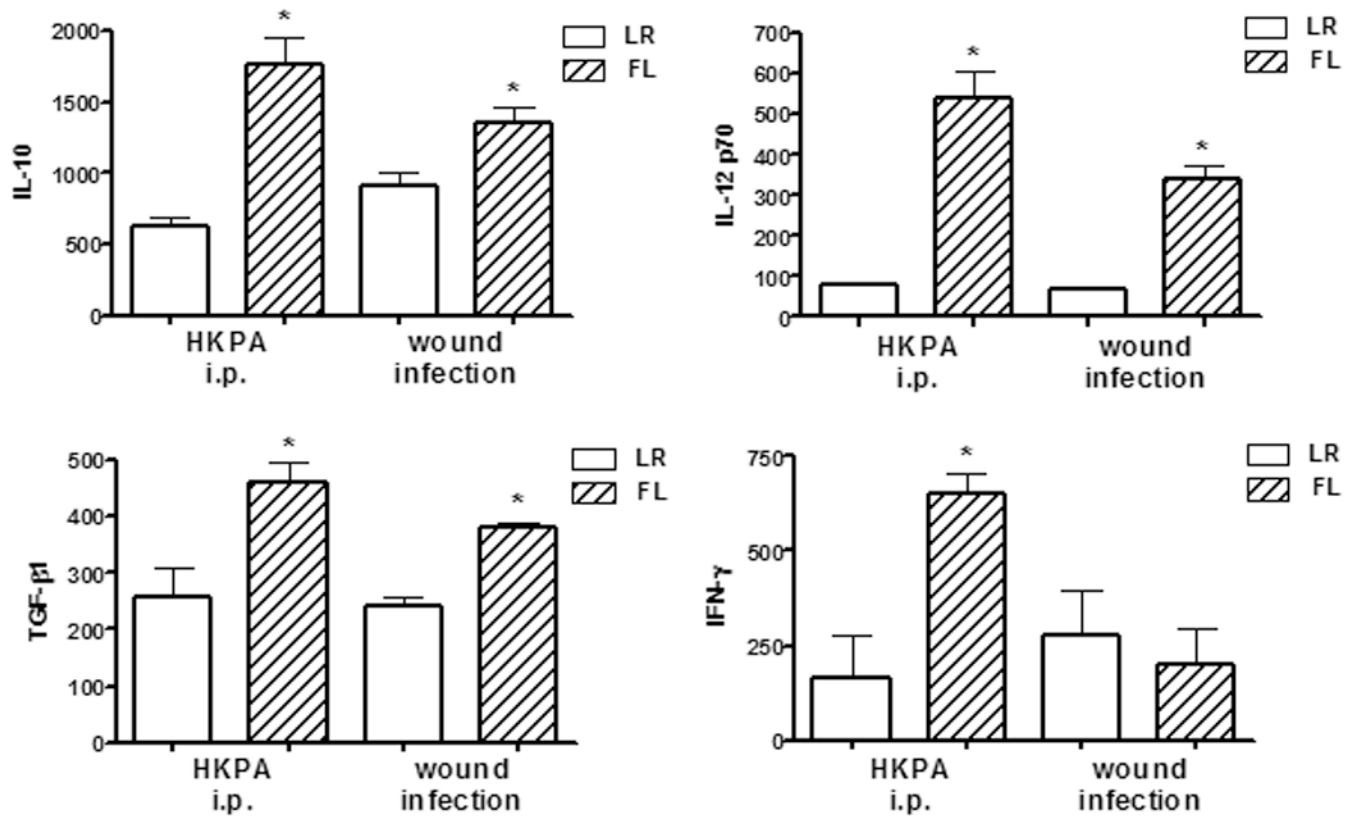 *
2000
1500
1000
500
0
IL-10
*
LR
FL
HKPA
i.p.
wound
infection
700
600
500
400
300
200
100
0
IL-12 p70
*
*
LR
FL
HKPA
i.p.
wound
infection
500
400
300
200
100
0
TGF-β1
*
*
LR
FL
HKPA
i.p.
wound
infection
750
500
250
0
IFN-γ
*
LR
FL
HKPA
i.p.
wound
infection